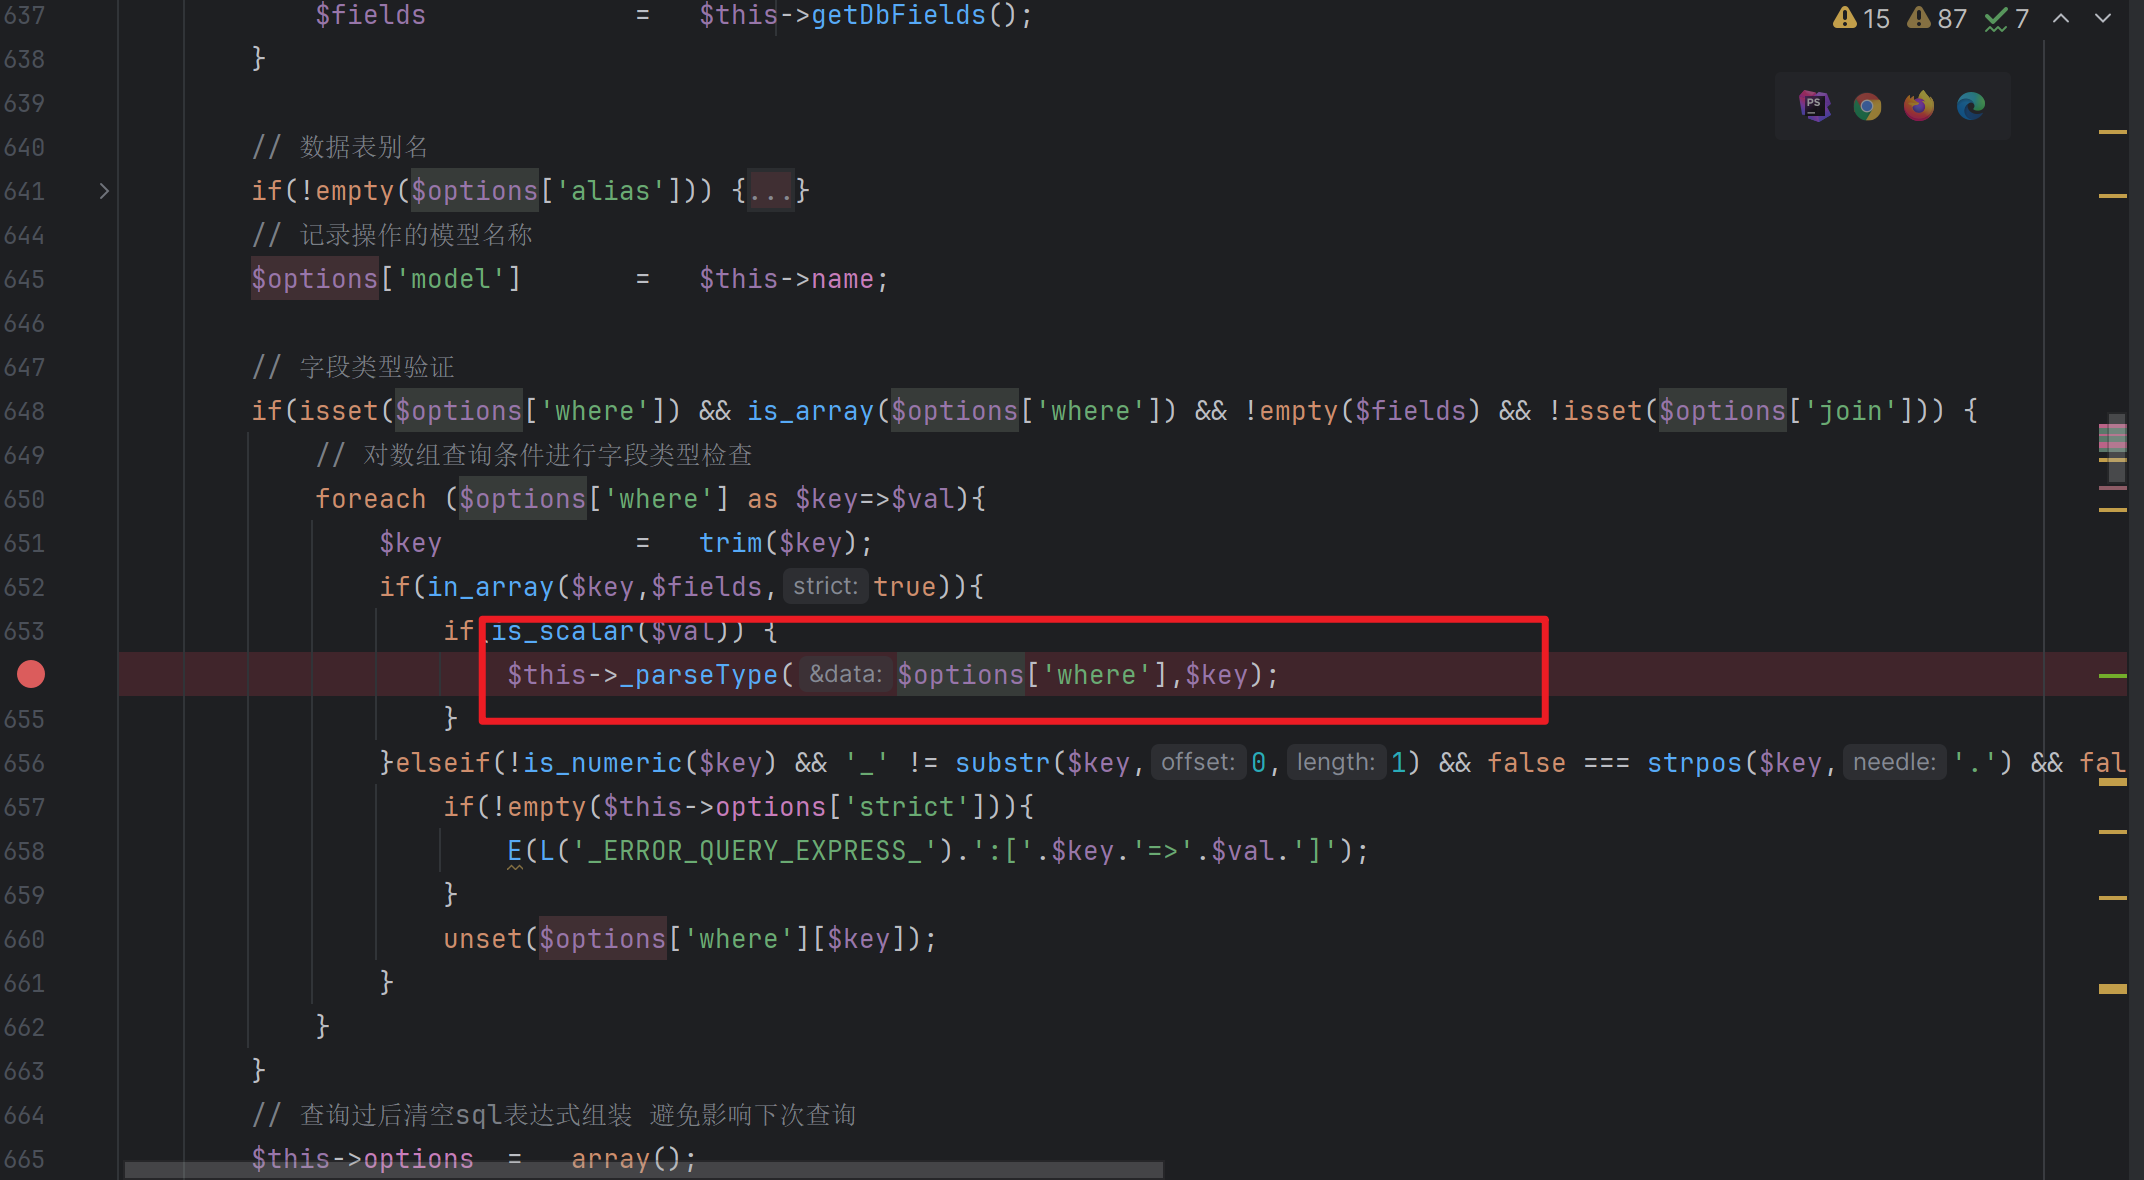 637 $fields = $this->getDbFields();
15 87 7
638 }
639
PS
640 // 数据表别名
641 if(!empty($options['alias'])) {...}
644 // 记录操作的模型名称
645 $options['model'] = $this->name;
646
647 // 字段类型验证
648 if(isset($options['where']) && is_array($options['where']) && !empty($fields) && !isset($options['join'])) {
649 // 对数组查询条件进行字段类型检查
650 foreach ($options['where'] as $key=>$val){
651 $key = trim($key);
652 if(in_array($key,$fields, strict: true)){
653 if(is_scalar($val)) {
$this->_parseType( &data: $options['where'],$key);
655 }
656 }elseif(!is_numeric($key) && '_' != substr($key, offset: 0, length: 1) && false === strpos($key, needle: '.') && fal
657 if(!empty($this->options['strict'])){
658 E(L('_ERROR_QUERY_EXPRESS_').':['.$key.'=>'.$val.']');
659 }
660 unset($options['where'][$key]);
661 }
662 }
663 }
664 // 查询过后清空sql表达式组装 避免影响下次查询
665 $this->options = array();